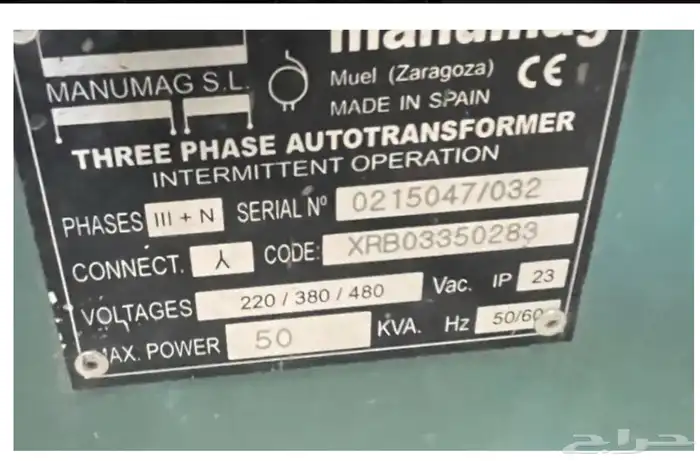 manumag
MANUMAG S.L.
Muel (Zaragoza) CE
MADE IN SPAIN
THREE PHASE AUTOTRANSFORMER
INTERMITTENT OPERATION
PHASES III + N SERIAL Nº 0215047/032
CONNECT. CODE: XRB03350283
VOLTAGES 220 / 380 / 480 Vac. IP 23
MAX. POWER 50 KVA. Hz 50/60
حراج